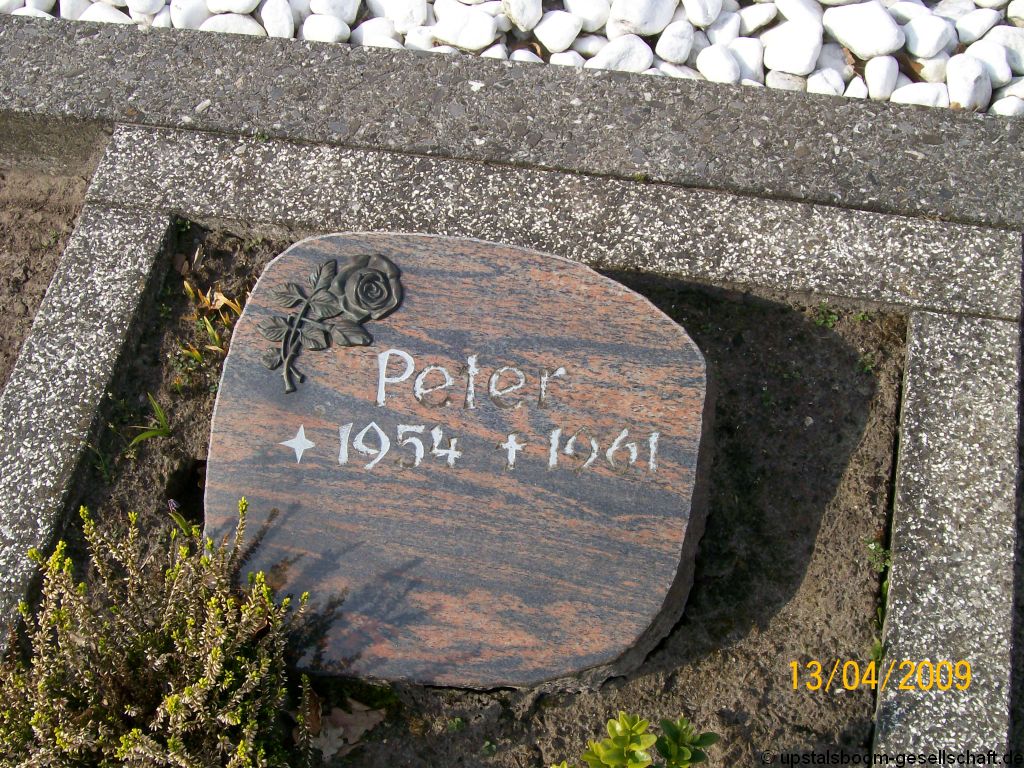 Peter
1954 † 1961
13/04/2009
© upstalsboom-gesellschaft.de